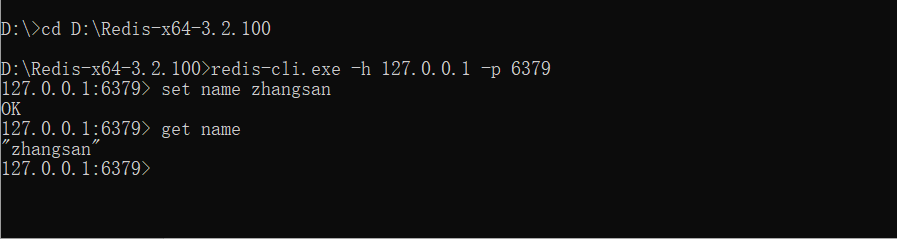 D:\>cd D:\Redis-x64-3.2.100
D:\Redis-x64-3.2.100>redis-cli.exe -h 127.0.0.1 -p 6379
127.0.0.1:6379> set name zhangsan
OK
127.0.0.1:6379> get name
"zhangsan"
127.0.0.1:6379>